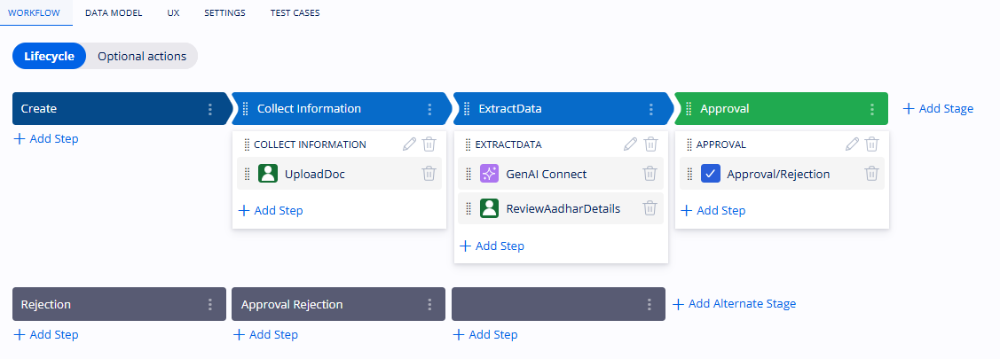 WORKFLOW DATA MODEL UX SETTINGS TEST CASES
Lifecycle Optional actions
Create Collect Information ExtractData Approval + Add Stage
+ Add Step
COLLECT INFORMATION EXTRACTDATA APPROVAL
UploadDoc GenAI Connect Approval/Rejection
+ Add Step ReviewAadharDetails + Add Step
+ Add Step
Rejection Approval Rejection + Add Alternate Stage
+ Add Step + Add Step + Add Step